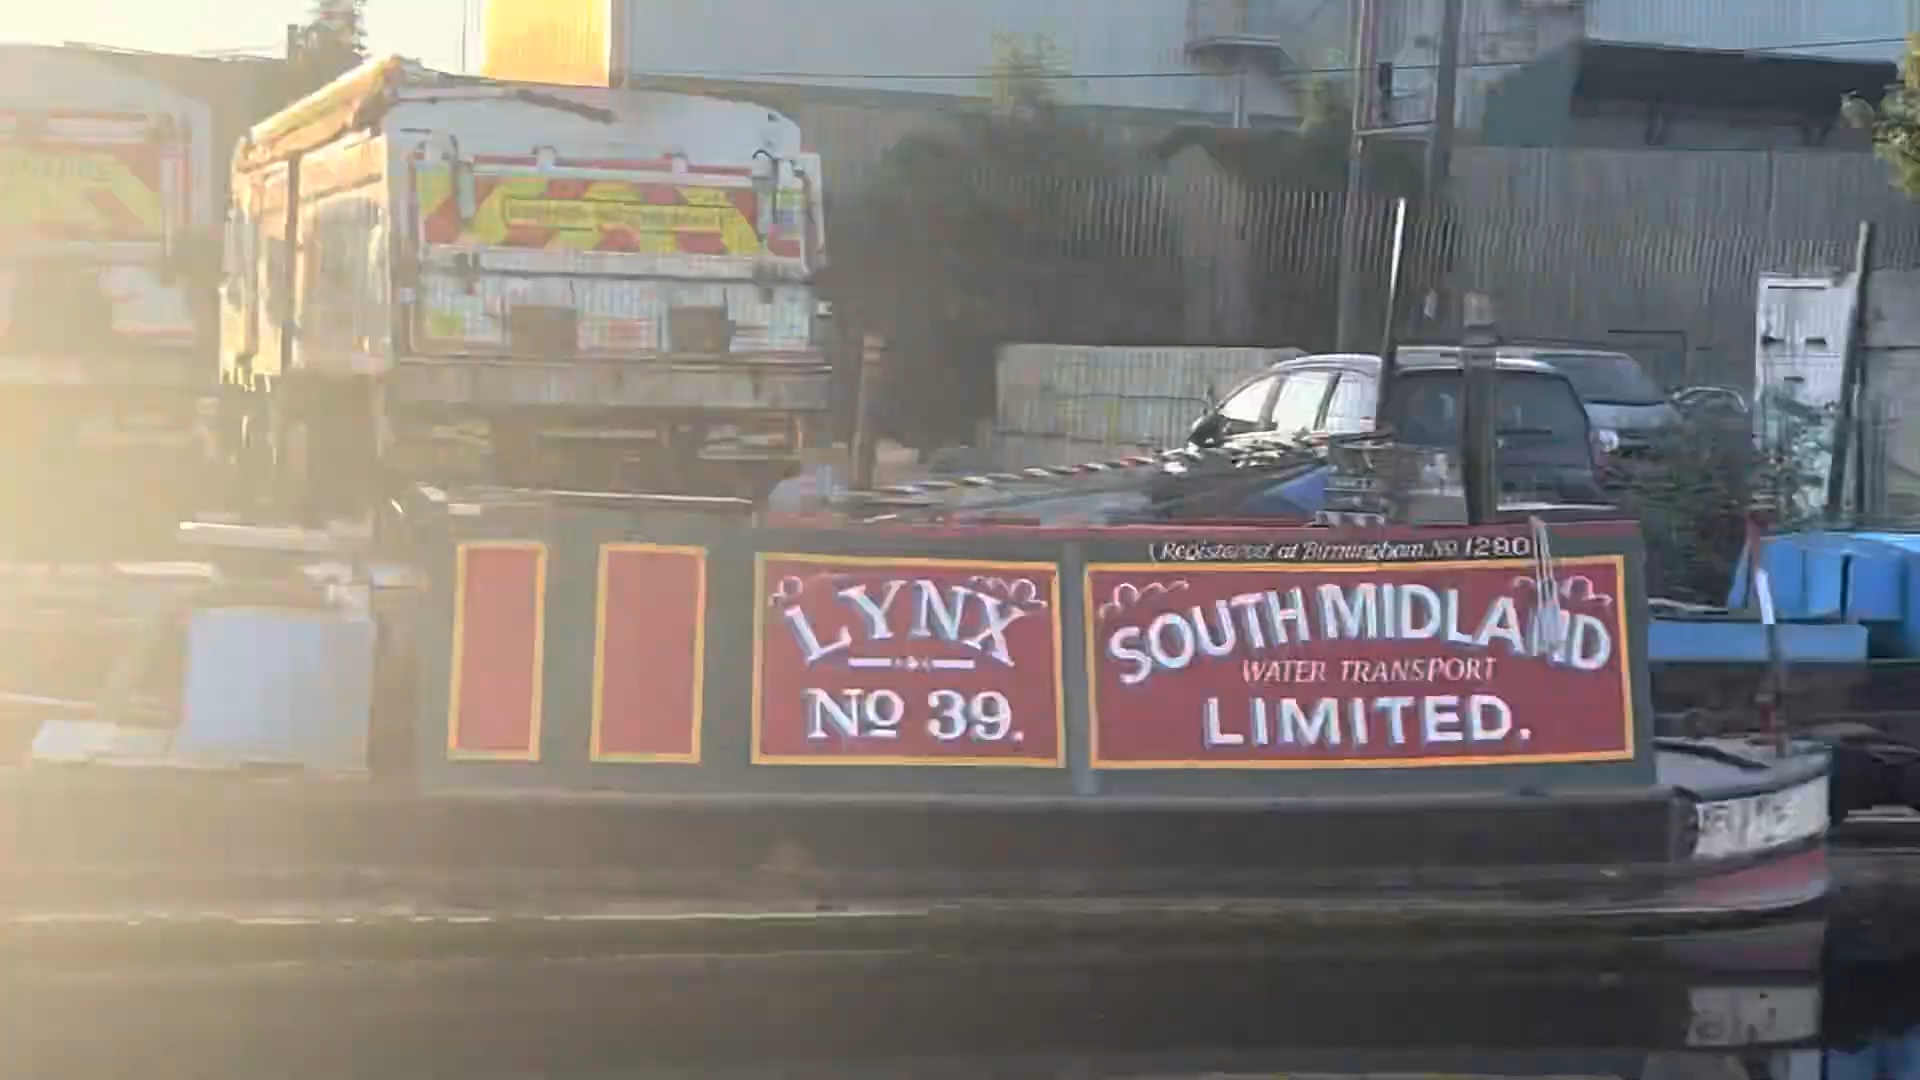 Registered at Birmingham. No 1280
LYNX
No 39.
SOUTH MIDLAND
WATER TRANSPORT
LIMITED.